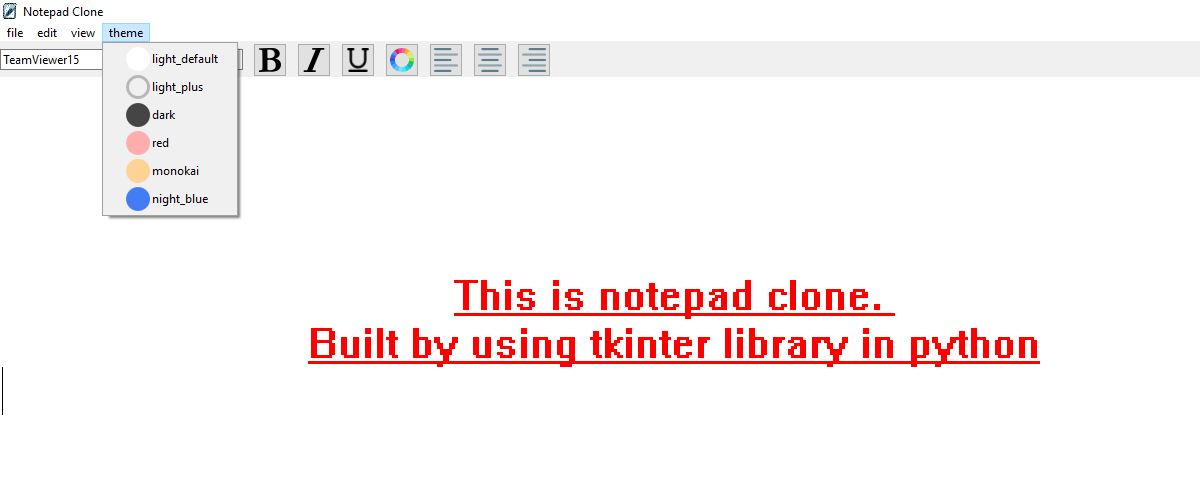 Notepad Clone
file edit view theme
TeamViewer15
B I U
light_default
light_plus
dark
red
monokai
night_blue
This is notepad clone.
Built by using tkinter library in python